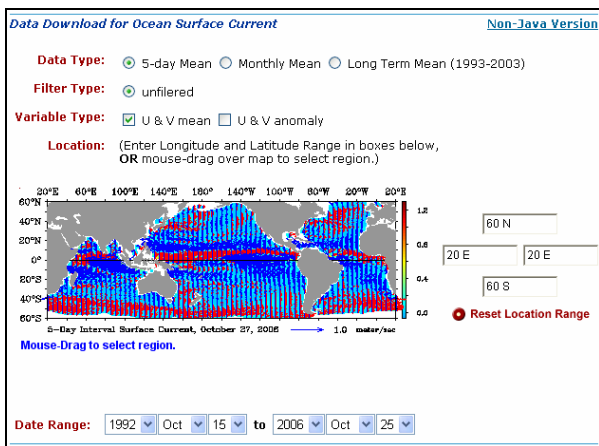 Data Download for Ocean Surface Current Non-Java Version
Data Type: 5-day Mean Monthly Mean Long Term Mean (1993-2003)
Filter Type: unfilered
Variable Type: U & V mean U & V anomaly
Location: (Enter Longitude and Latitude Range in boxes below,
OR mouse-drag over map to select region.)
20°E 60°E 100°E 140°E 180° 140°W 100°W 60°W 20°W 20°E
60°N
40°N
20°N
0°
20°S
40°S
60°S
1.2
0.8
0.4
0.0
60 N
20 E 20 E
60 S
Reset Location Range
5-Day Interval Surface Current, October 27, 2006 1.0 meter/sec
Mouse-Drag to select region.
Date Range: 1992 Oct 15 to 2006 Oct 25